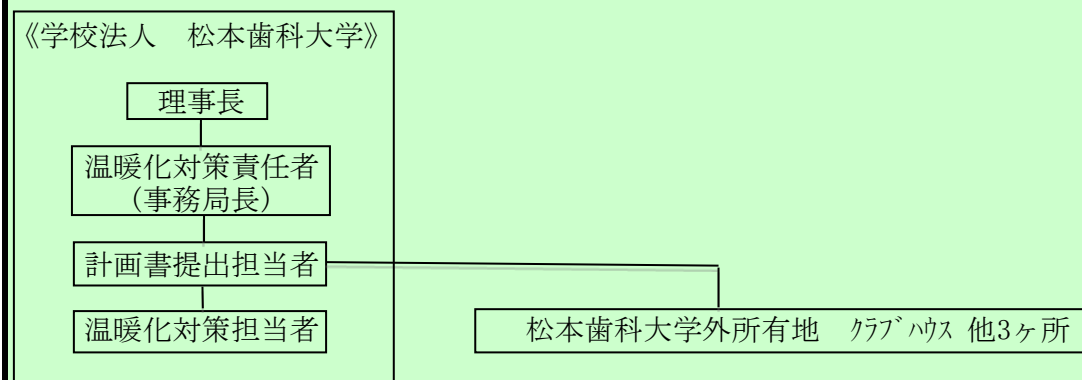 《学校法人　松本歯科大学》
理事長
温暖化対策責任者
(事務局長)
計画書提出担当者
温暖化対策担当者
松本歯科大学外所有地　ｸﾗﾌﾞﾊｳｽ 他3ヶ所